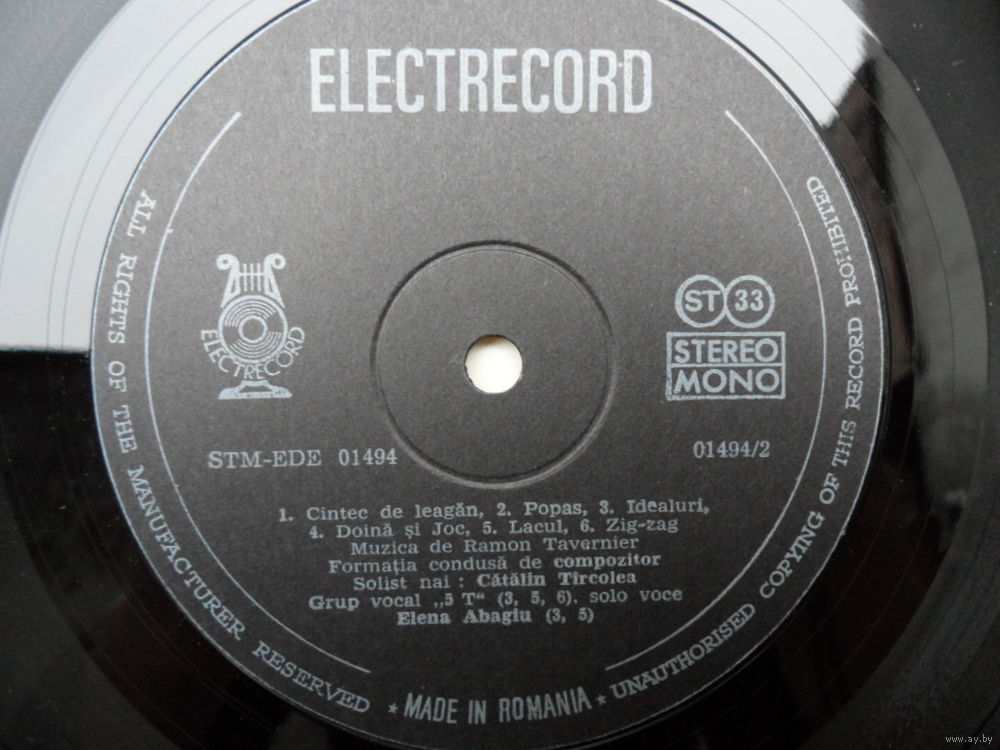 ELECTRECORD
ALL RIGHTS OF THE MANUFACTURER RESERVED
* MADE IN ROMANIA *
UNAUTHORISED COPYING OF THIS RECORD PROHIBITED
ELECTRECORD
ST 33
STEREO
MONO
STM-EDE 01494
01494/2
1. Cintec de leagăn, 2. Popas, 3. Idealuri,
4. Doină și Joc, 5. Lacul, 6. Zig-zag
Muzica de Ramon Tavernier
Formația condusă de compozitor
Solist nai : Cătălin Tircolea
Grup vocal „5 T“ (3, 5, 6), solo voce
Elena Abagiu (3, 5)
www.ay.by